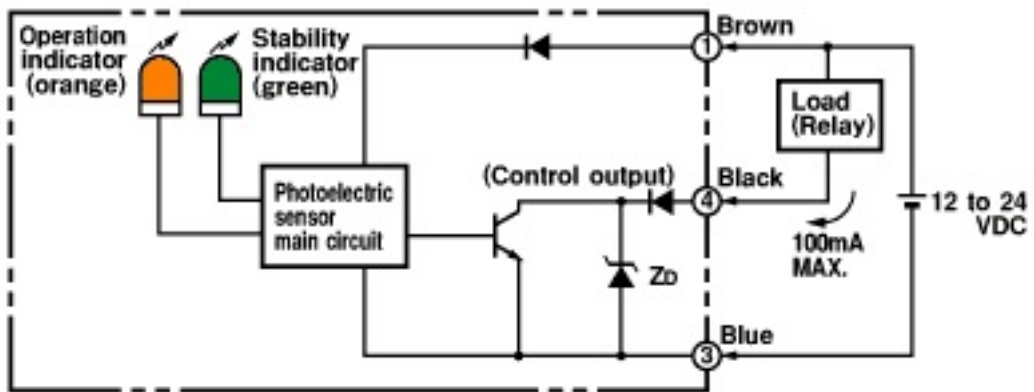 Operation
indicator
(orange)
Stability
indicator
(green)
Brown
1
Load
(Relay)
Photoelectric
sensor
main circuit
(Control output)
Black
4
12 to 24
VDC
100mA
MAX.
ZD
Blue
3